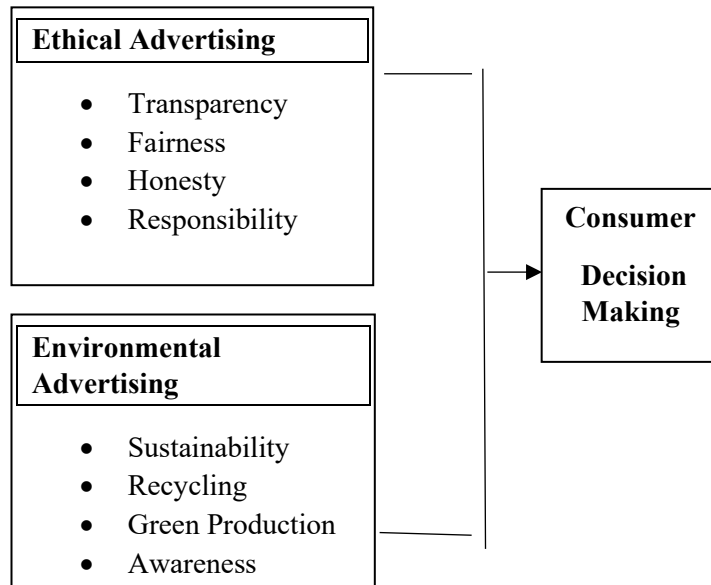 Ethical Advertising
• Transparency
• Fairness
• Honesty
• Responsibility
Environmental
Advertising
• Sustainability
• Recycling
• Green Production
• Awareness
Consumer
Decision
Making